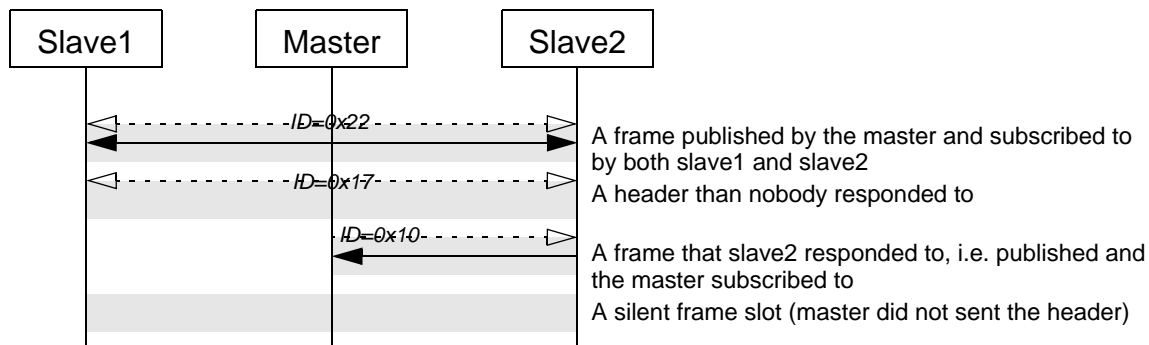 Slave1 Master Slave2
ID=0x22
A frame published by the master and subscribed to
by both slave1 and slave2
ID=0x17
A header than nobody responded to
ID=0x10
A frame that slave2 responded to, i.e. published and
the master subscribed to
A silent frame slot (master did not sent the header)